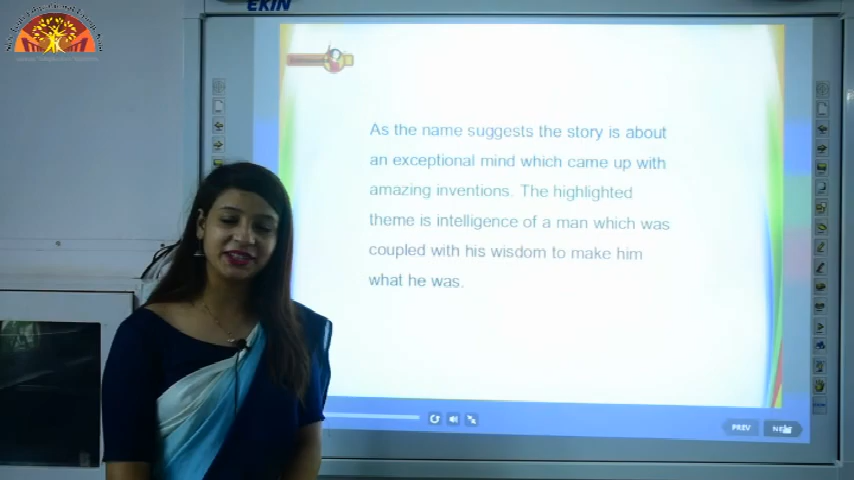 EKIN
As the name suggests the story is about
an exceptional mind which came up with
amazing inventions. The highlighted
theme is intelligence of a man which was
coupled with his wisdom to make him
what he was.
PREV
NEXT